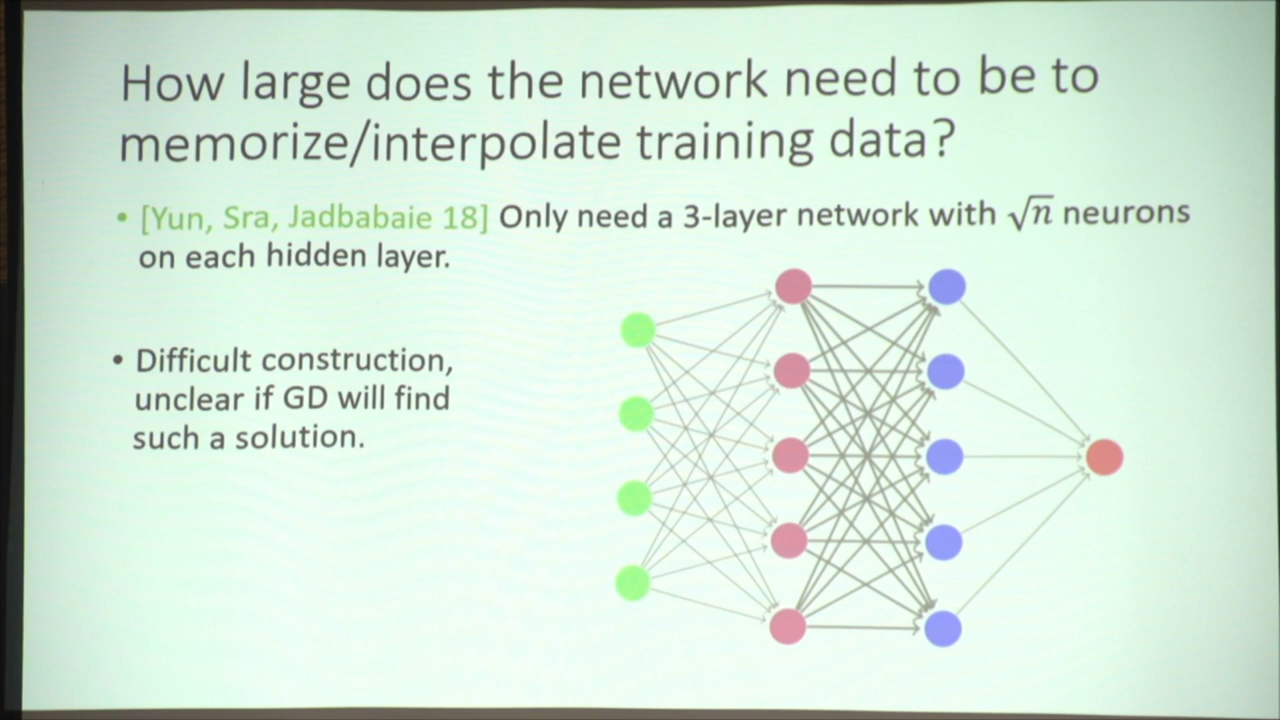 How large does the network need to be to
memorize/interpolate training data?
• [Yun, Sra, Jadbabaie 18] Only need a 3-layer network with √n neurons
on each hidden layer.
• Difficult construction,
unclear if GD will find
such a solution.